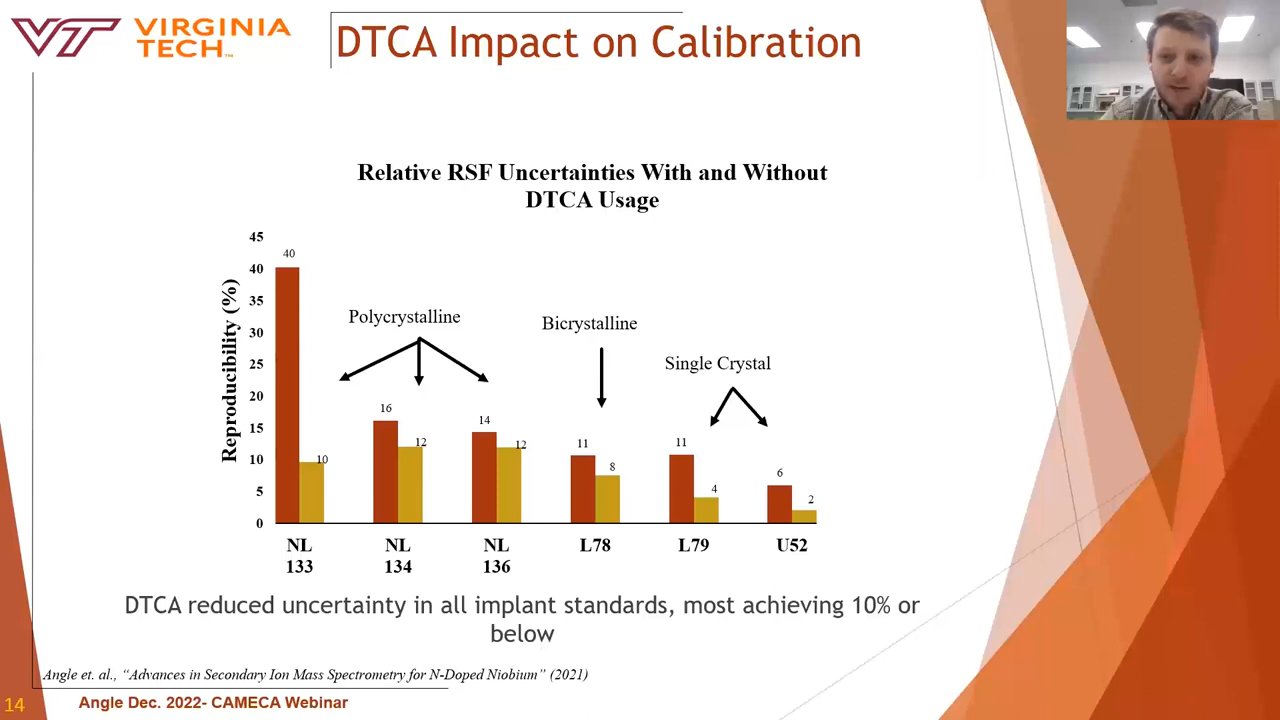 VIRGINIA
TECH™
DTCA Impact on Calibration
Relative RSF Uncertainties With and Without
DTCA Usage
Reproducibility (%)
45
40
35
30
25
20
15
10
5
0
40
10
16
12
14
12
11
8
11
4
6
2
Polycrystalline
Bicrystalline
Single Crystal
NL
133
NL
134
NL
136
L78
L79
U52
DTCA reduced uncertainty in all implant standards, most achieving 10% or
below
Angle et. al., “Advances in Secondary Ion Mass Spectrometry for N-Doped Niobium” (2021)
14
Angle Dec. 2022- CAMECA Webinar